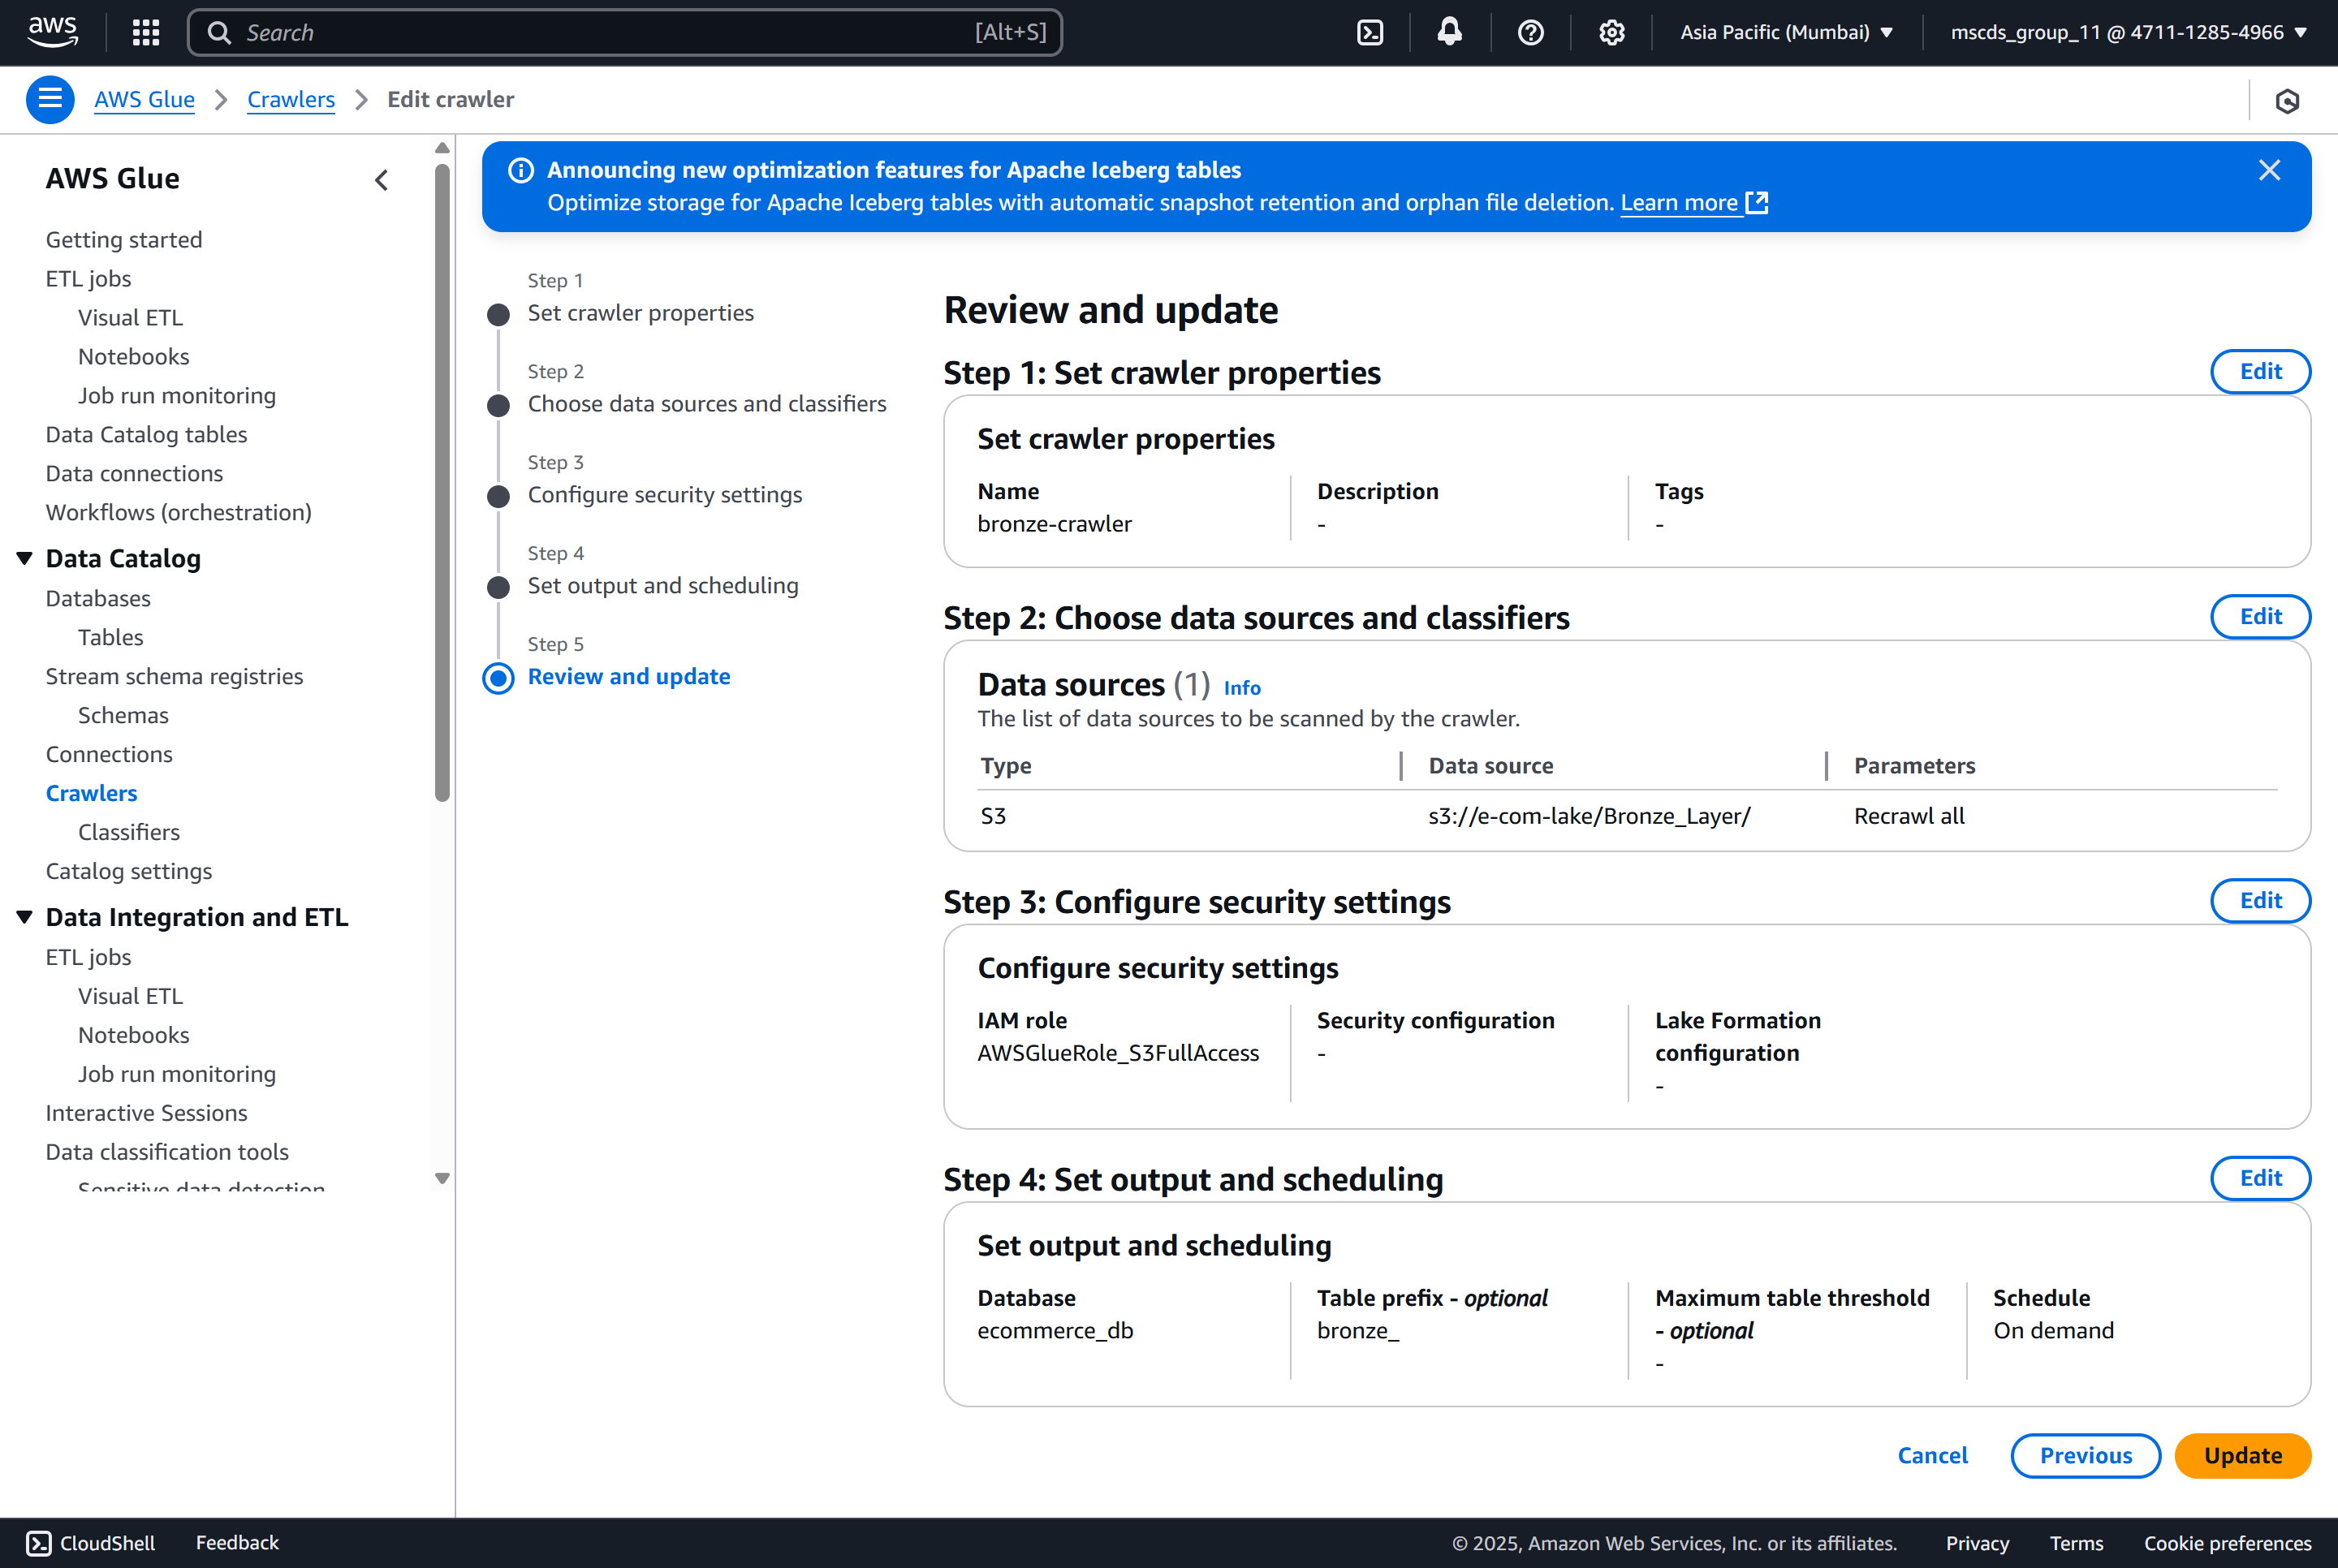 aws
Search [Alt+S]
Asia Pacific (Mumbai) ▼
mscds_group_11 @ 4711-1285-4966 ▼
AWS Glue > Crawlers > Edit crawler
AWS Glue
Getting started
ETL jobs
Visual ETL
Notebooks
Job run monitoring
Data Catalog tables
Data connections
Workflows (orchestration)
Data Catalog
Databases
Tables
Stream schema registries
Schemas
Connections
Crawlers
Classifiers
Catalog settings
Data Integration and ETL
ETL jobs
Visual ETL
Notebooks
Job run monitoring
Interactive Sessions
Data classification tools
Sensitive data detection
Announcing new optimization features for Apache Iceberg tables
Optimize storage for Apache Iceberg tables with automatic snapshot retention and orphan file deletion. Learn more
Step 1
Set crawler properties
Step 2
Choose data sources and classifiers
Step 3
Configure security settings
Step 4
Set output and scheduling
Step 5
Review and update
Review and update
Step 1: Set crawler properties
Edit
Set crawler properties
Name
bronze-crawler
Description
-
Tags
-
Step 2: Choose data sources and classifiers
Edit
Data sources (1) Info
The list of data sources to be scanned by the crawler.
Type Data source Parameters
S3 s3://e-com-lake/Bronze_Layer/ Recrawl all
Step 3: Configure security settings
Edit
Configure security settings
IAM role
AWSGlueRole_S3FullAccess
Security configuration
-
Lake Formation
configuration
-
Step 4: Set output and scheduling
Edit
Set output and scheduling
Database
ecommerce_db
Table prefix - optional
bronze_
Maximum table threshold
- optional
-
Schedule
On demand
Cancel
Previous
Update
CloudShell
Feedback
© 2025, Amazon Web Services, Inc. or its affiliates.
Privacy
Terms
Cookie preferences